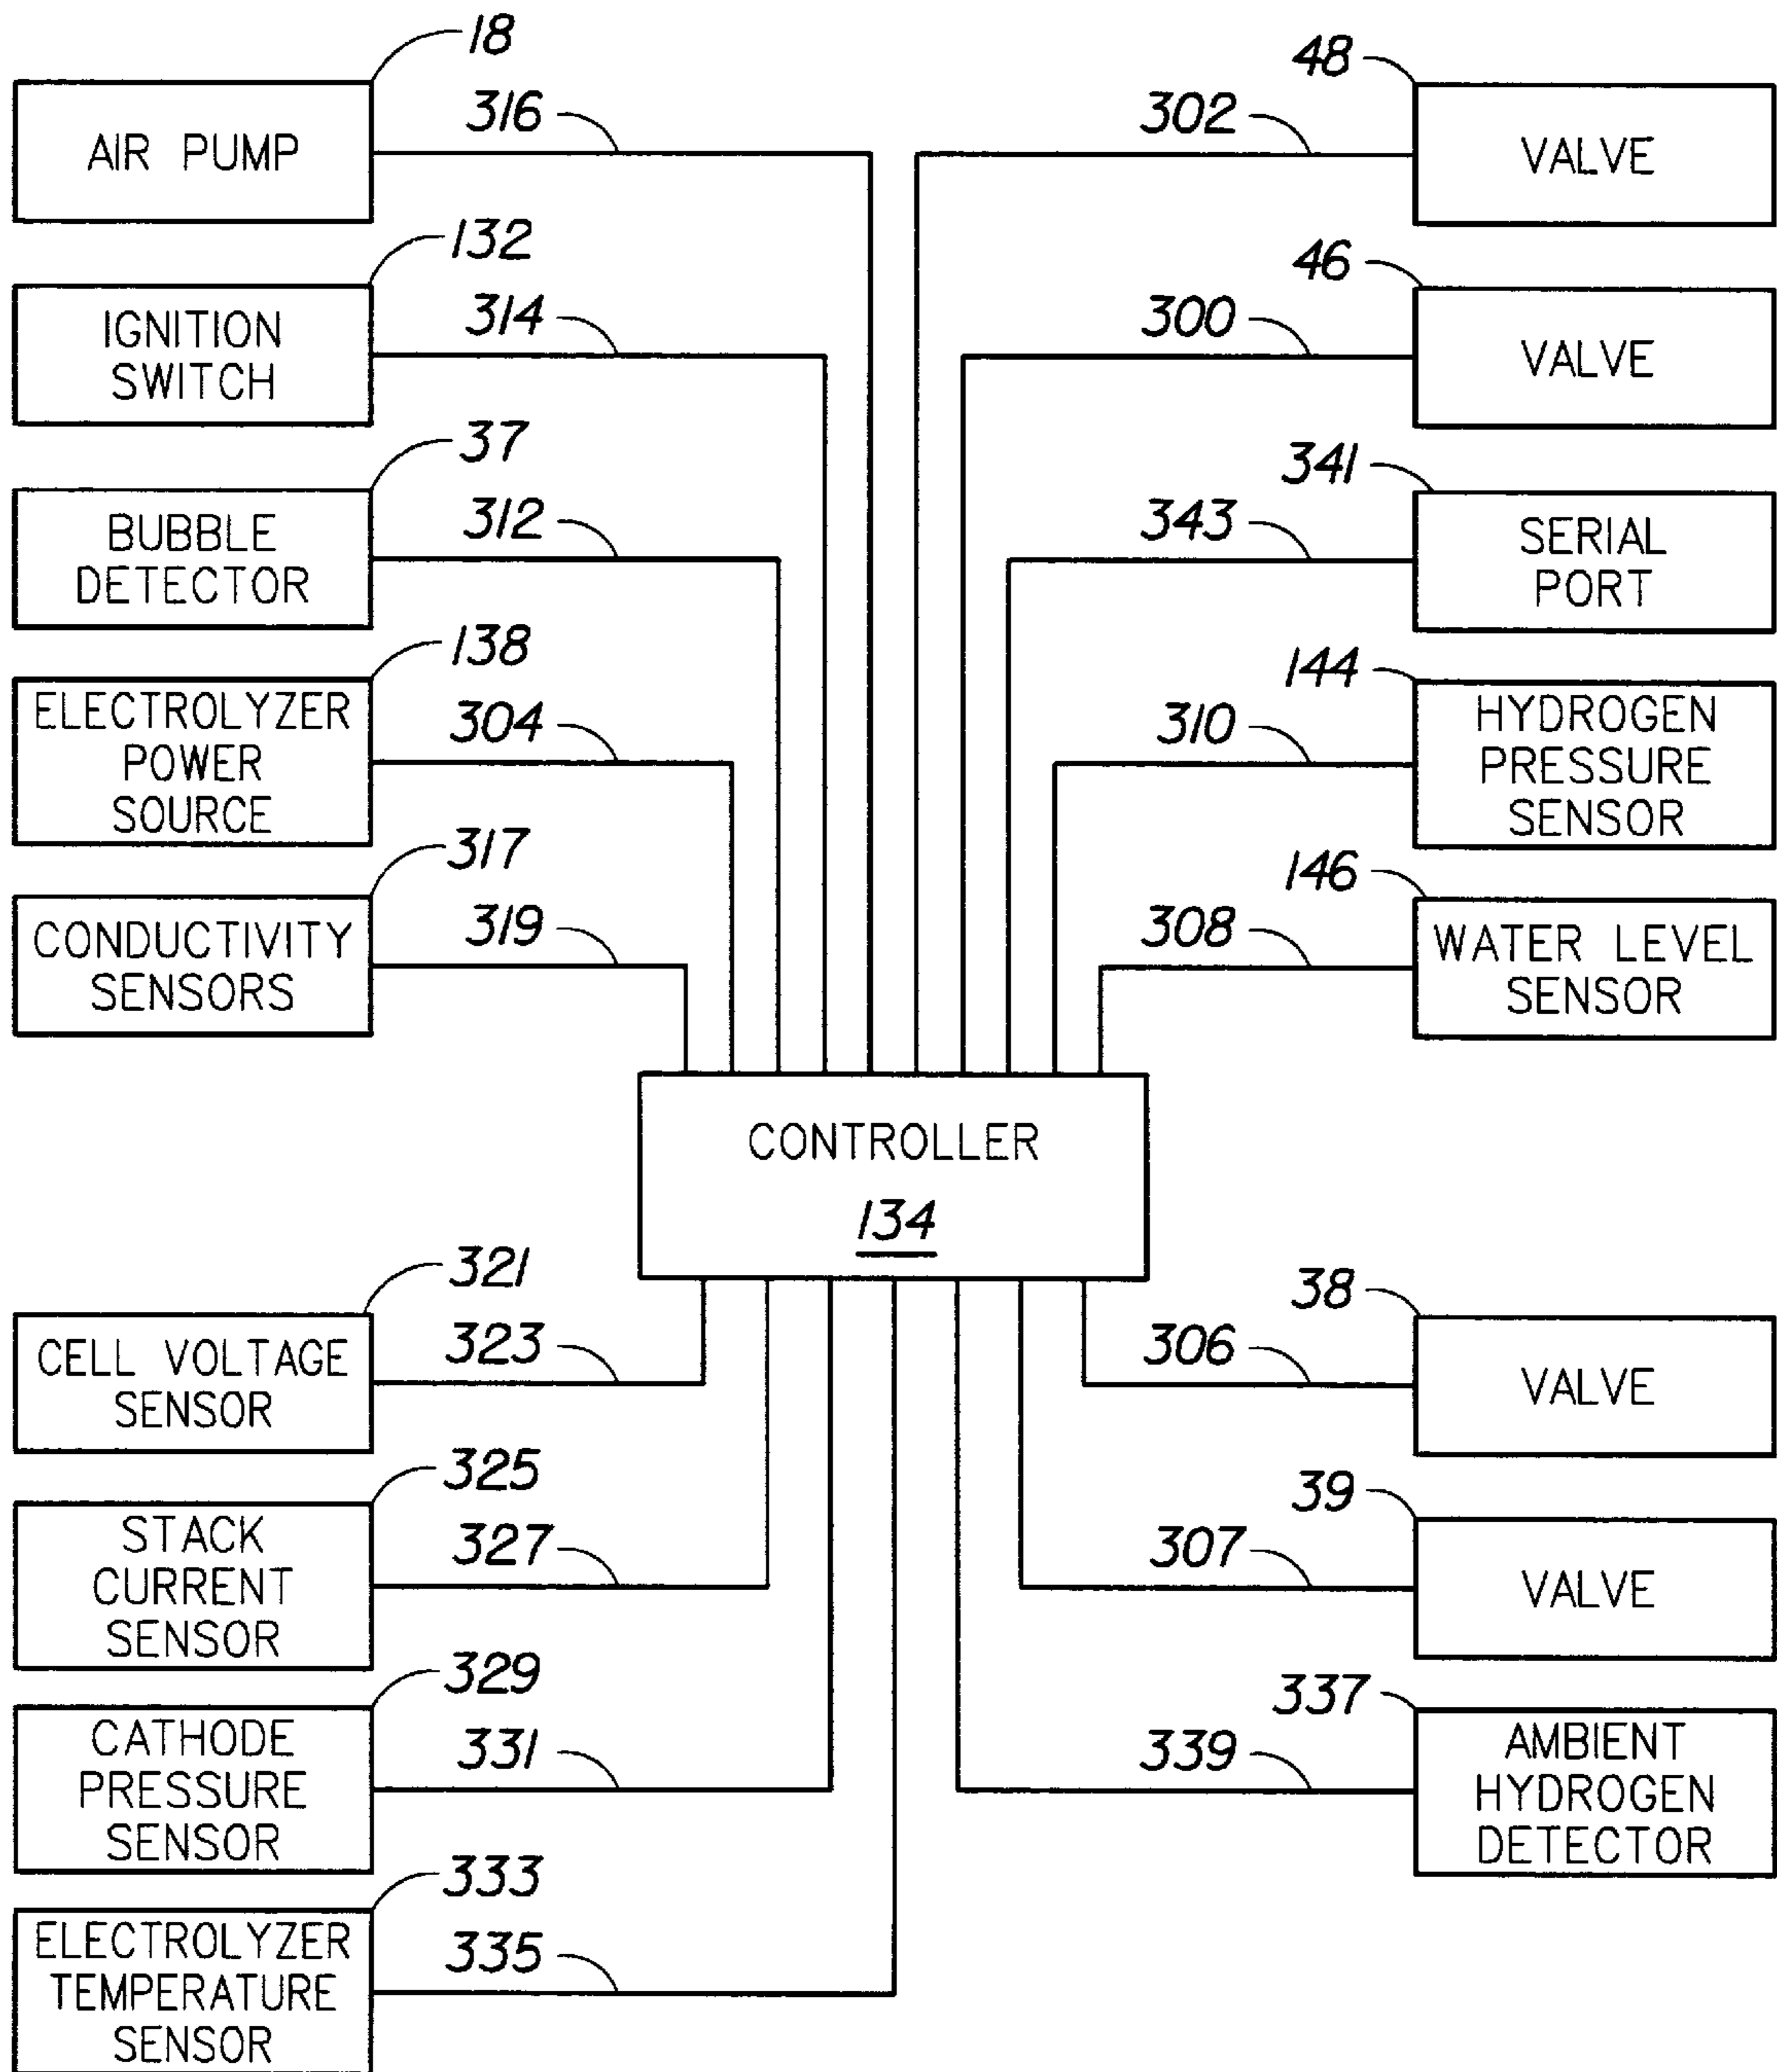 18
316
AIR PUMP
132
314
IGNITION
SWITCH
37
312
BUBBLE
DETECTOR
138
304
ELECTROLYZER
POWER
SOURCE
317
319
CONDUCTIVITY
SENSORS
48
302
VALVE
46
300
VALVE
341
343
SERIAL
PORT
144
310
HYDROGEN
PRESSURE
SENSOR
146
308
WATER LEVEL
SENSOR
CONTROLLER
134
321
323
CELL VOLTAGE
SENSOR
325
327
STACK
CURRENT
SENSOR
329
331
CATHODE
PRESSURE
SENSOR
333
335
ELECTROLYZER
TEMPERATURE
SENSOR
38
306
VALVE
39
307
VALVE
337
339
AMBIENT
HYDROGEN
DETECTOR